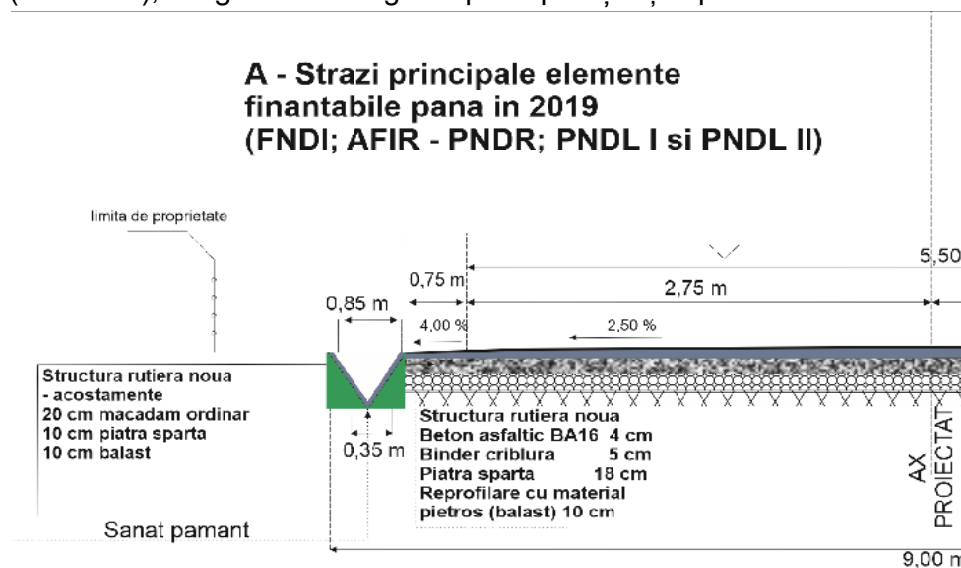 A - Strazi principale elemente
finantabile pana in 2019
(FNDI; AFIR - PNDR; PNDL I si PNDL II)
limita de proprietate
5,50
0,75 m
2,75 m
0,85 m
4,00 %
2,50 %
Structura rutiera noua
- acostamente
20 cm macadam ordinar
10 cm piatra sparta
10 cm balast
0,35 m
Structura rutiera noua
Beton asfaltic BA16 4 cm
Binder criblura 5 cm
Piatra sparta 18 cm
Reprofilare cu material
pietros (balast) 10 cm
AX
PROIECTAT
Sanat pamant
9,00 m